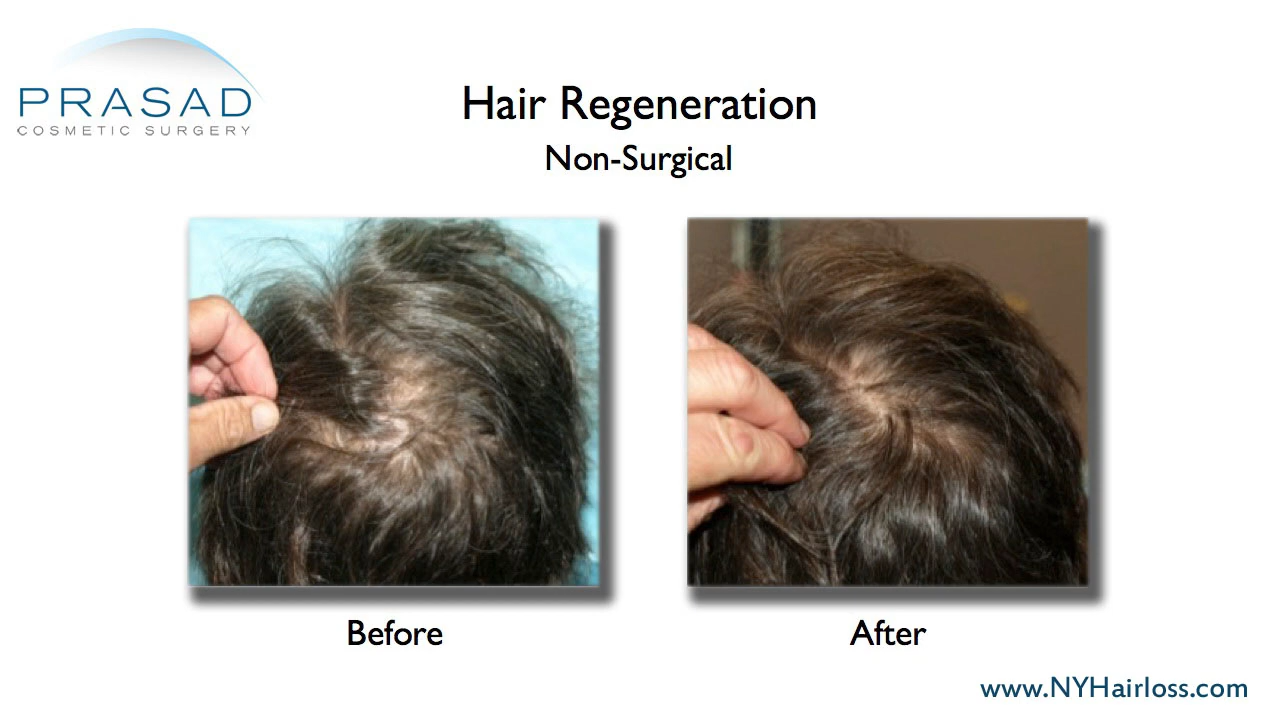 PRASAD
COSMETIC SURGERY
Hair Regeneration
Non-Surgical
Before
After
www.NYHairloss.com